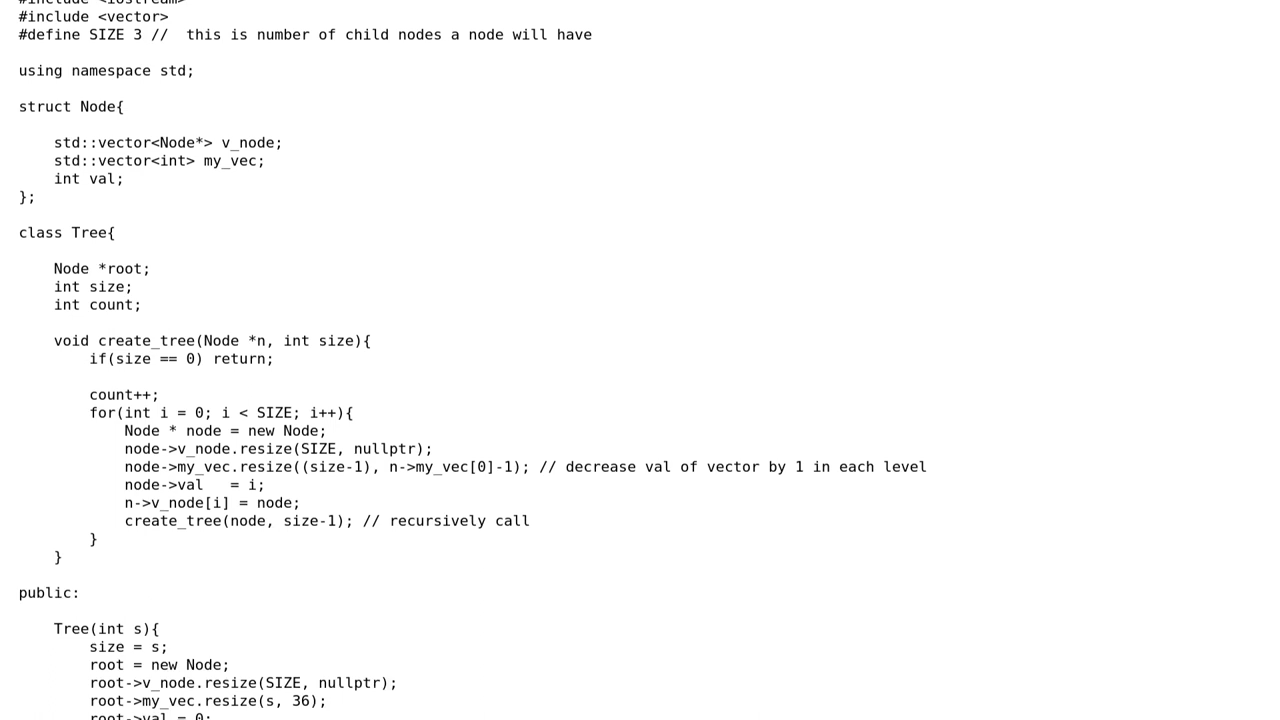 #include <iostream>
#include <vector>
#define SIZE 3 //  this is number of child nodes a node will have

using namespace std;

struct Node{

    std::vector<Node*> v_node;
    std::vector<int> my_vec;
    int val;
};

class Tree{

    Node *root;
    int size;
    int count;

    void create_tree(Node *n, int size){
        if(size == 0) return;

        count++;
        for(int i = 0; i < SIZE; i++){
            Node * node = new Node;
            node->v_node.resize(SIZE, nullptr);
            node->my_vec.resize((size-1), n->my_vec[0]-1); // decrease val of vector by 1 in each level
            node->val   = i;
            n->v_node[i] = node;
            create_tree(node, size-1); // recursively call
        }
    }

public:

    Tree(int s){
        size = s;
        root = new Node;
        root->v_node.resize(SIZE, nullptr);
        root->my_vec.resize(s, 36);
        root->val = 0;